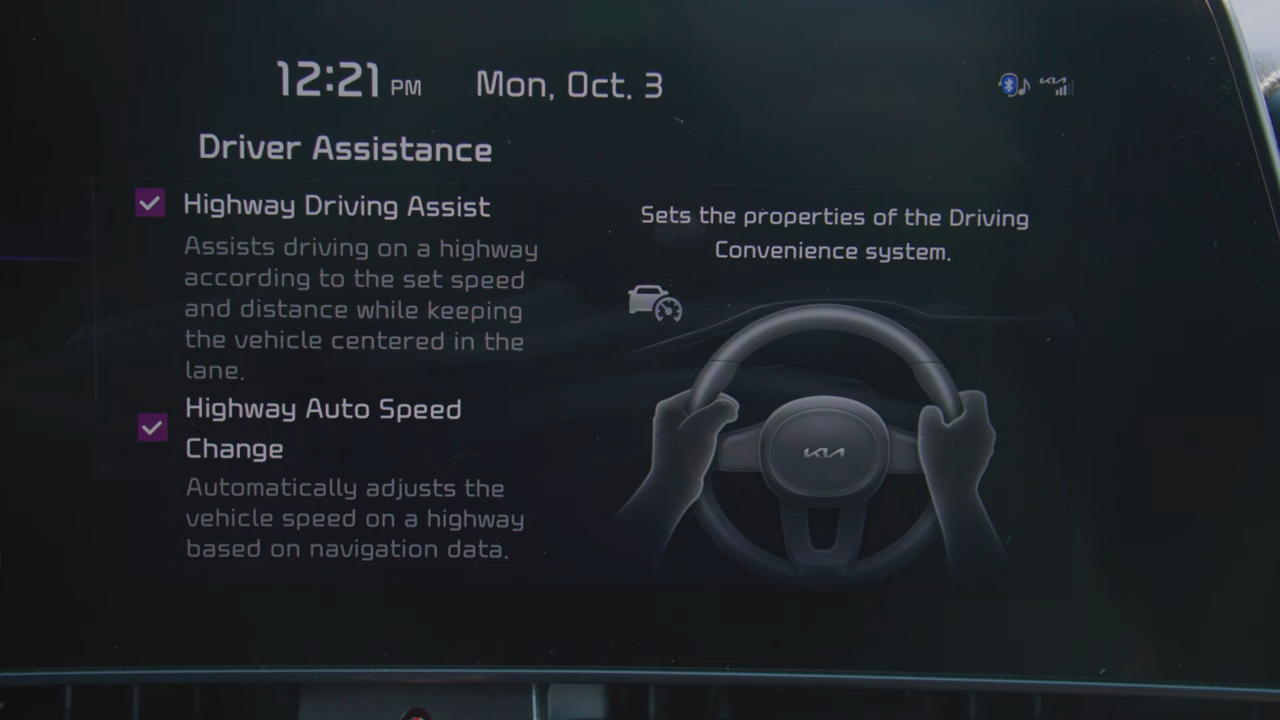 12:21 PM Mon, Oct. 3
KIA
Driver Assistance
Highway Driving Assist
Assists driving on a highway
according to the set speed
and distance while keeping
the vehicle centered in the
lane.
Highway Auto Speed
Change
Automatically adjusts the
vehicle speed on a highway
based on navigation data.
Sets the properties of the Driving
Convenience system.
KIA